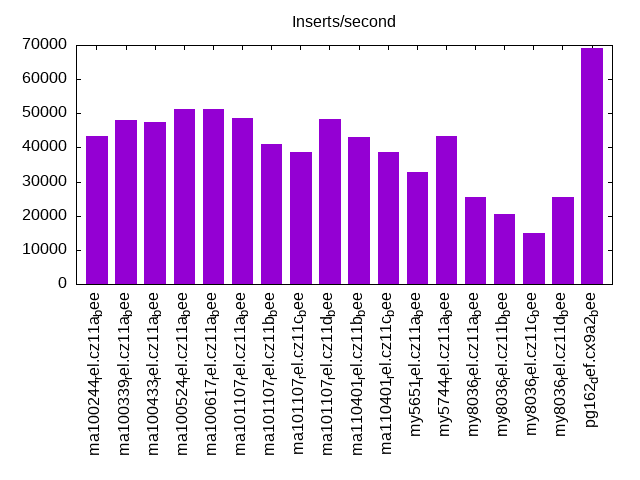 Inserts/second
70000
60000
50000
40000
30000
20000
10000
0
ma100244_rel.cz11a_bee
ma100339_rel.cz11a_bee
ma100433_rel.cz11a_bee
ma100524_rel.cz11a_bee
ma100617_rel.cz11a_bee
ma101107_rel.cz11a_bee
ma101107_rel.cz11b_bee
ma101107_rel.cz11c_bee
ma101107_rel.cz11d_bee
ma110401_rel.cz11b_bee
ma110401_rel.cz11c_bee
my5651_rel.cz11a_bee
my5744_rel.cz11a_bee
my8036_rel.cz11a_bee
my8036_rel.cz11b_bee
my8036_rel.cz11c_bee
my8036_rel.cz11d_bee
pg162_def.cx9a2_bee